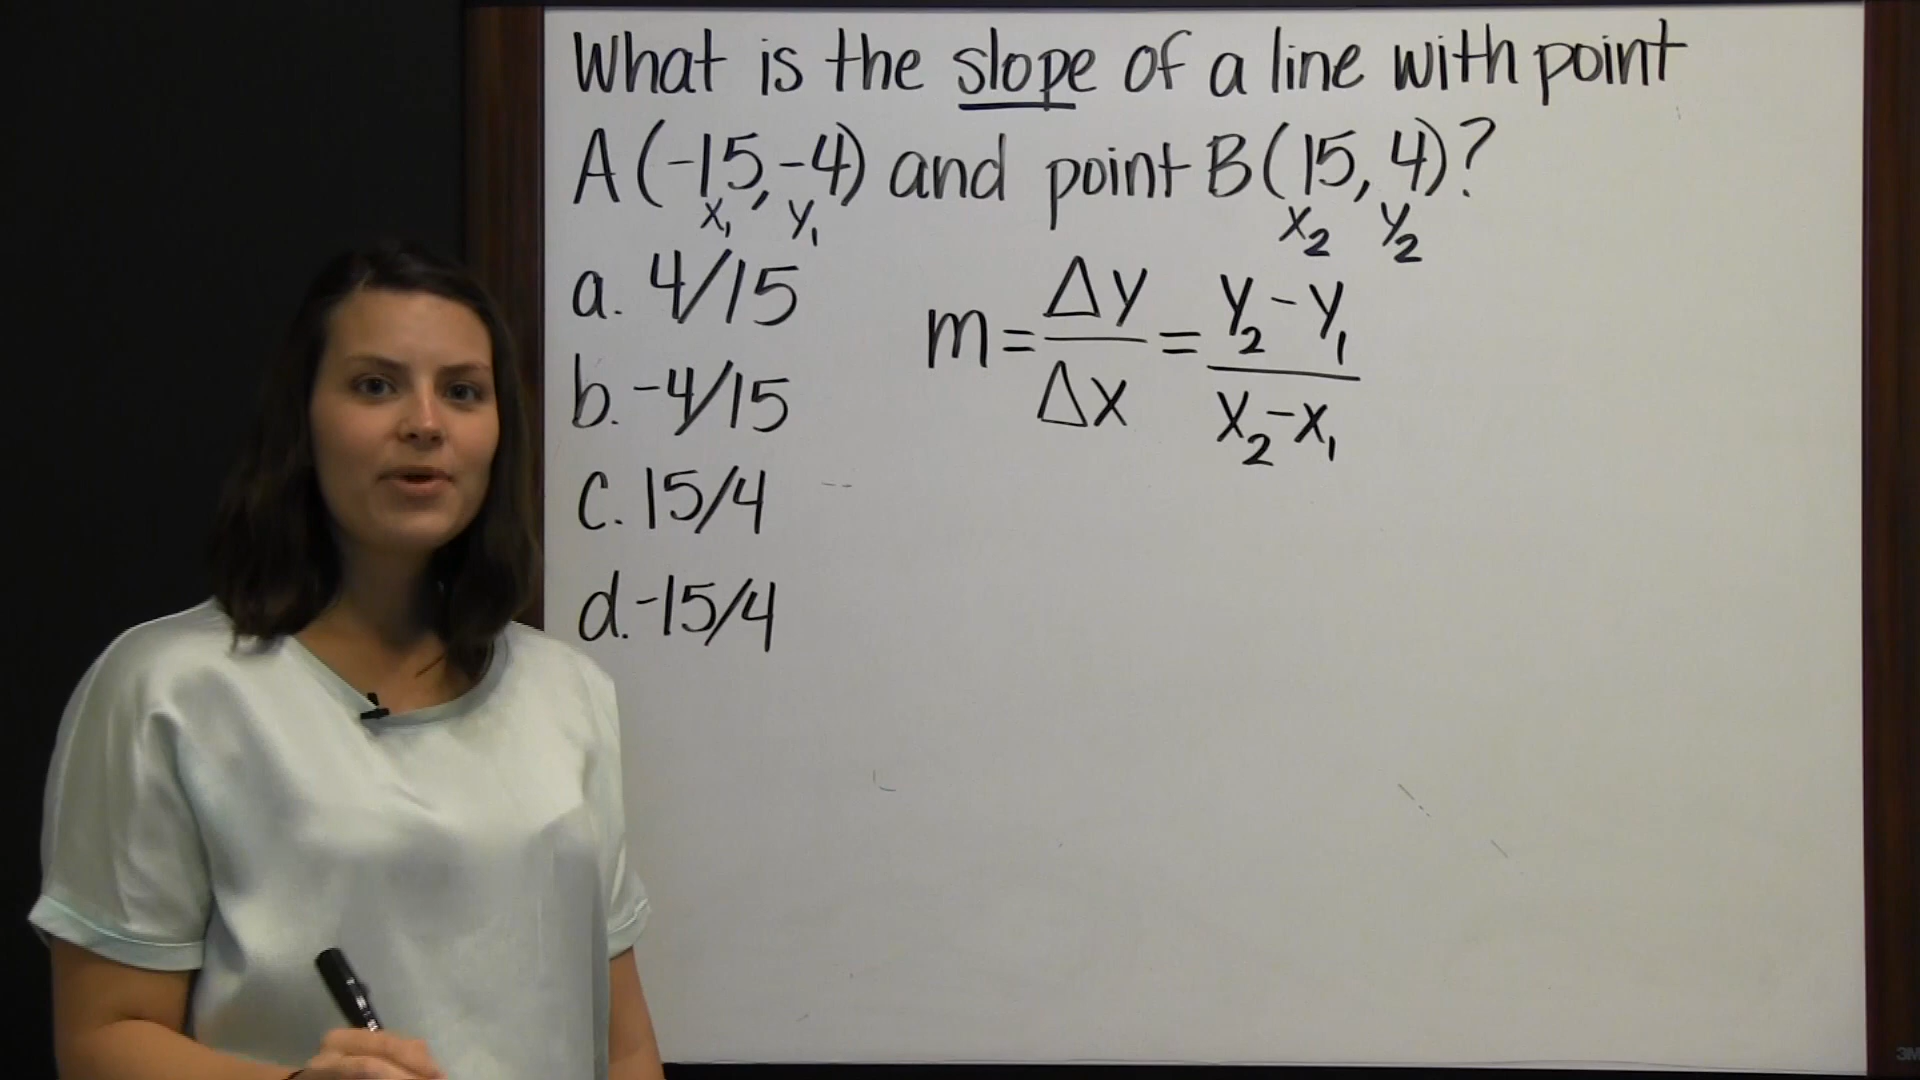 What is the slope of a line with point
A(-15,-4) and point B(15, 4)?
x₁ y₁ x₂ y₂
a. 4/15
b. -4/15
c. 15/4
d. -15/4
m = Δy/Δx = y₂-y₁/x₂-x₁
3M